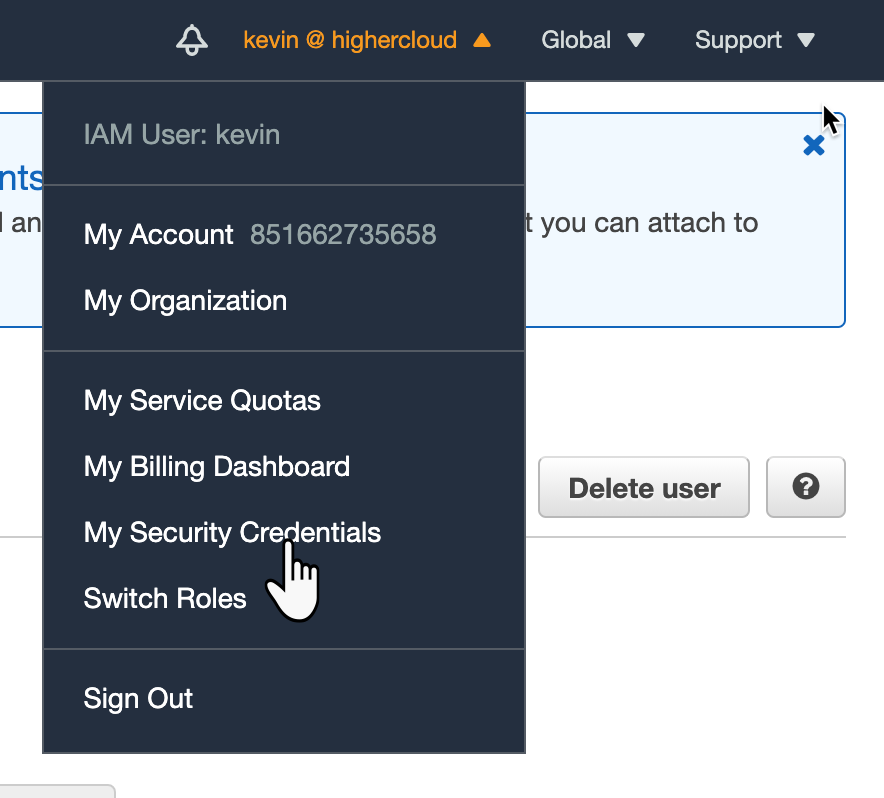 kevin @ highercloud Global Support
IAM User: kevin
nts
My Account 851662735658
an
t you can attach to
My Organization
My Service Quotas
My Billing Dashboard
Delete user ?
My Security Credentials
Switch Roles
Sign Out